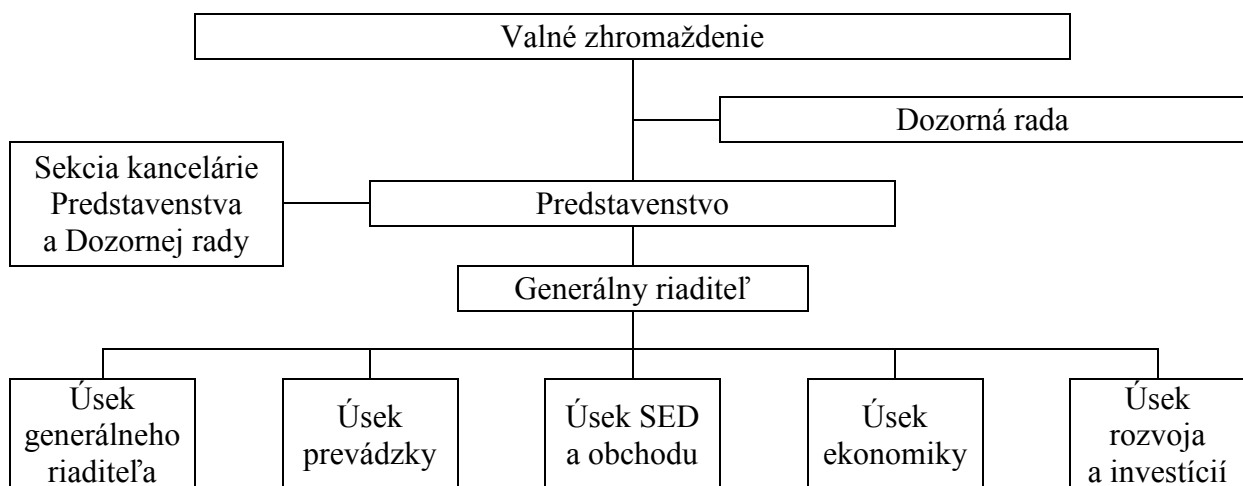 Valné zhromaždenie
Dozorná rada
Sekcia kancelárie
Predstavenstva
a Dozornej rady
Predstavenstvo
Generálny riaditeľ
Úsek
generálneho
riaditeľa
Úsek
prevádzky
Úsek SED
a obchodu
Úsek
ekonomiky
Úsek
rozvoja
a investícií